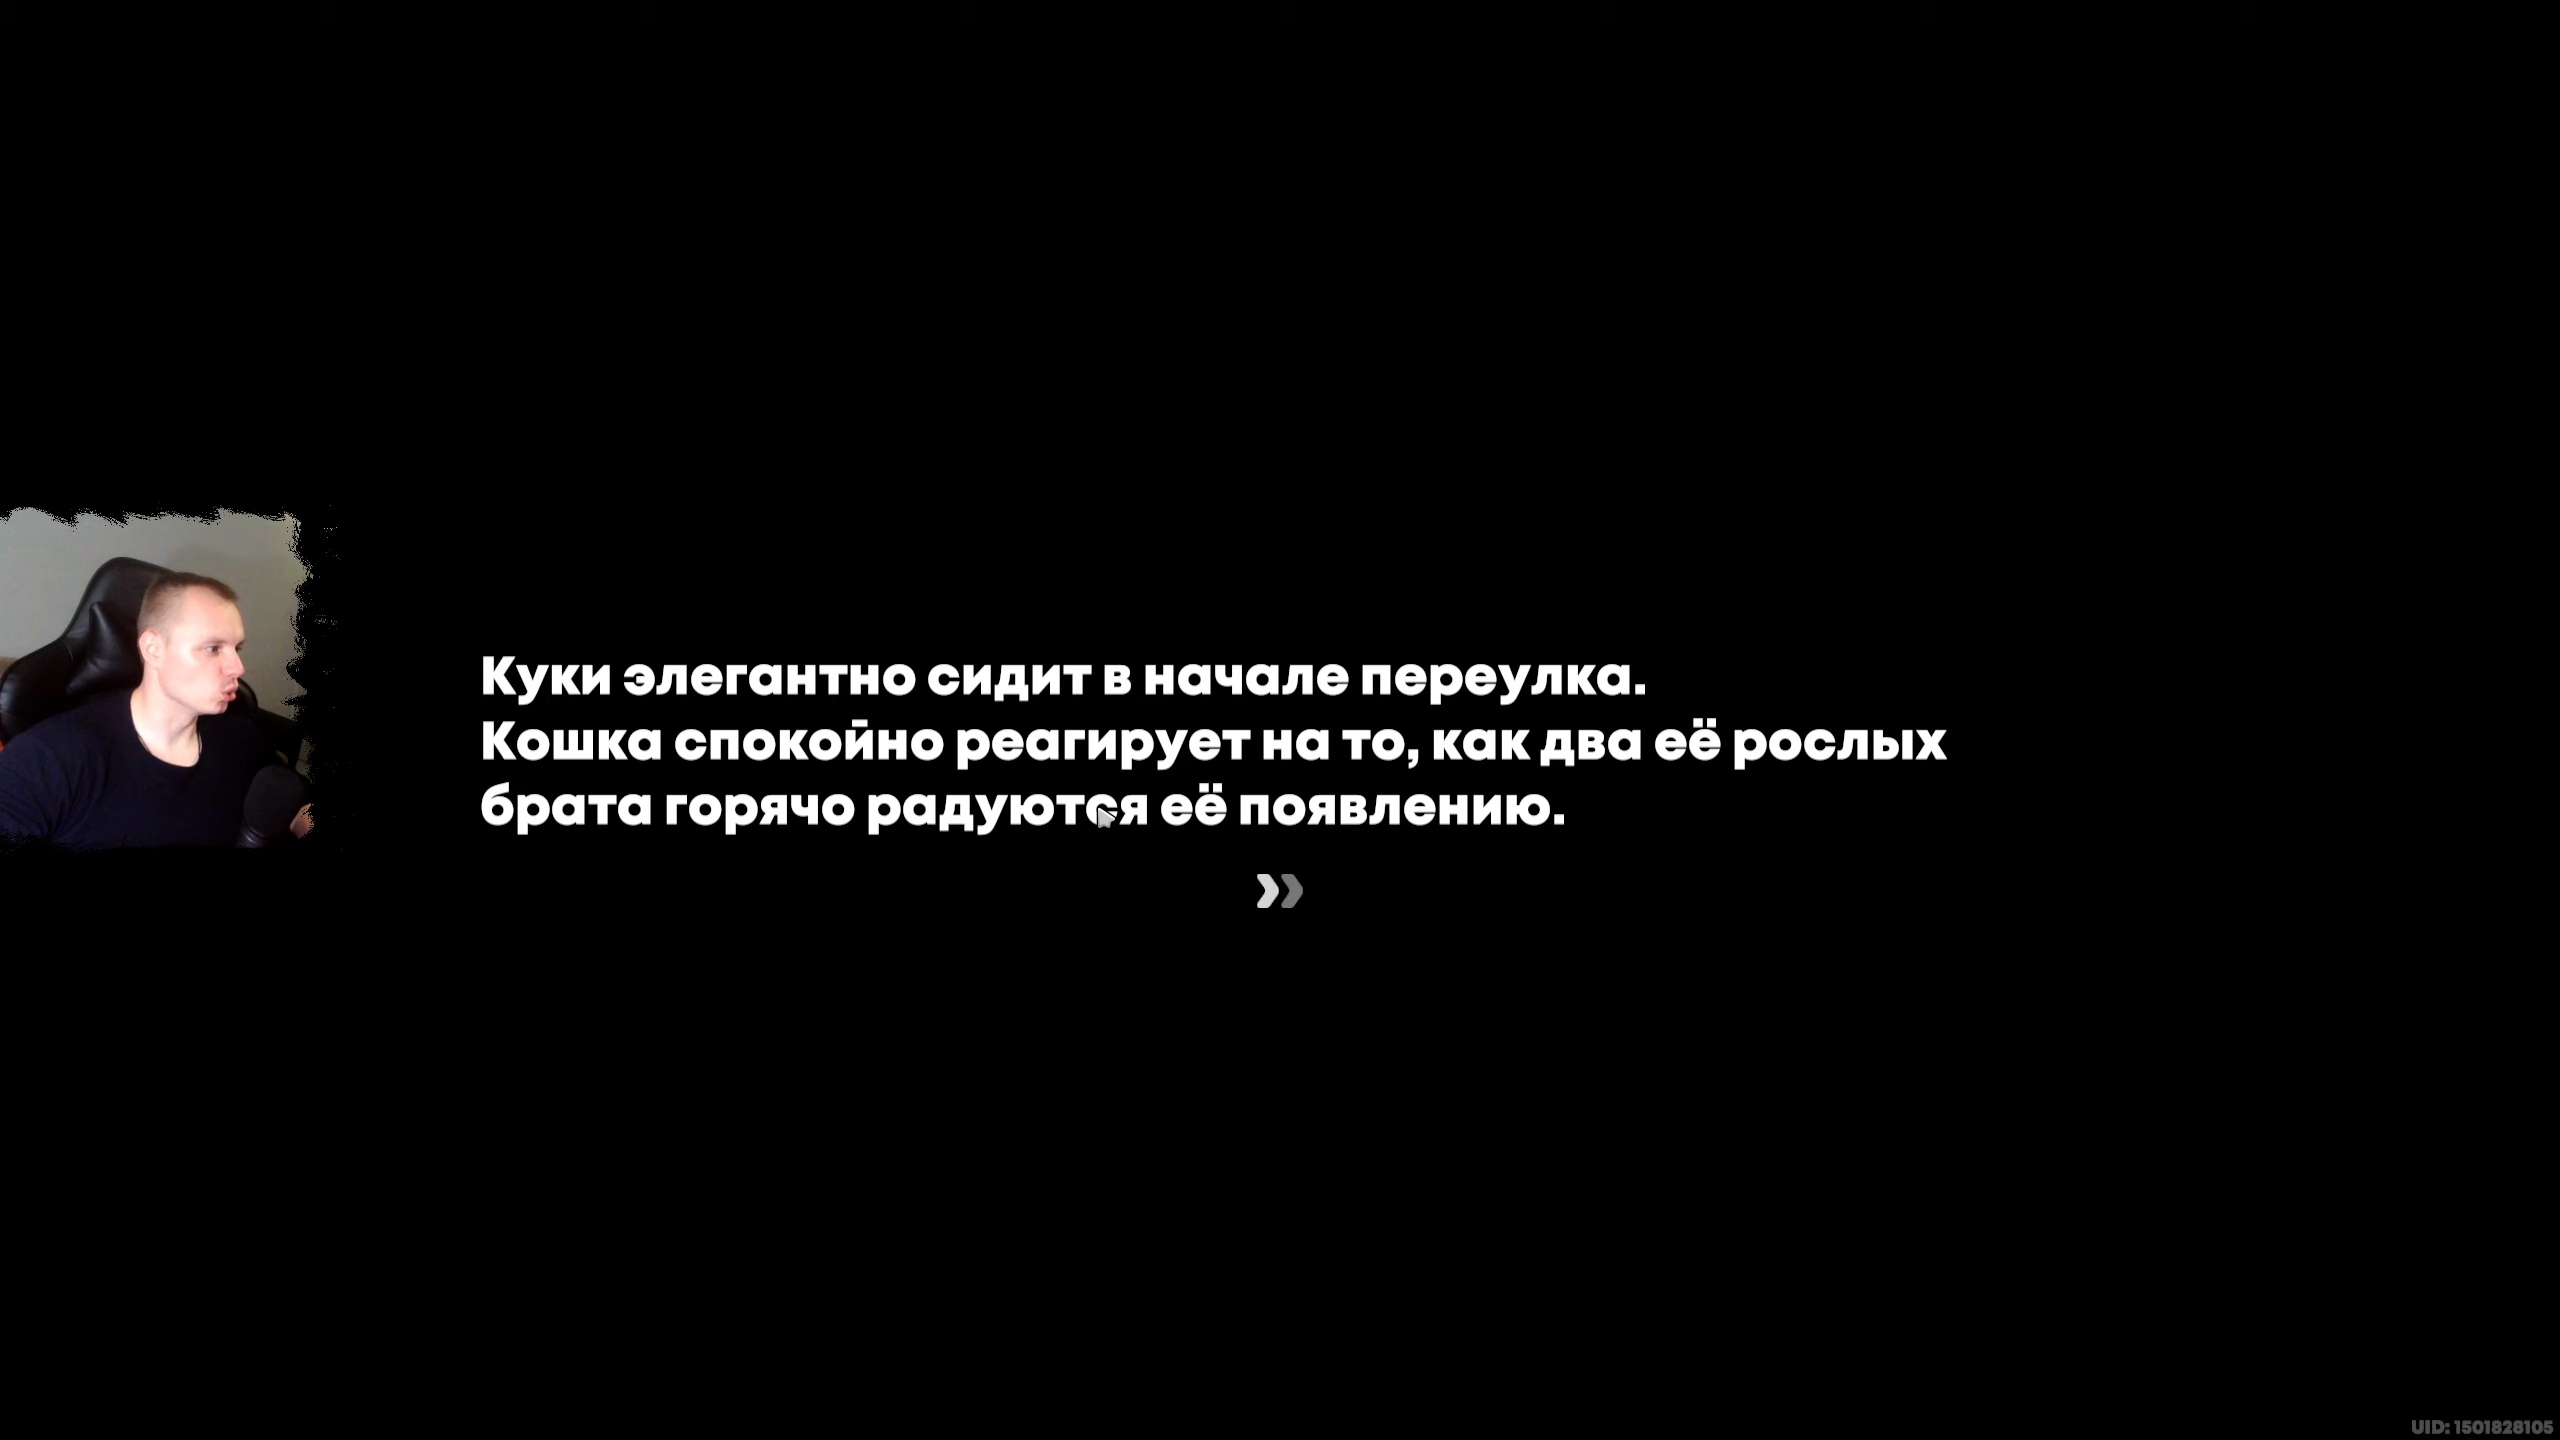 Куки элегантно сидит в начале переулка.
Кошка спокойно реагирует на то, как два её рослых
брата горячо радуются её появлению.
UID: 1501828105